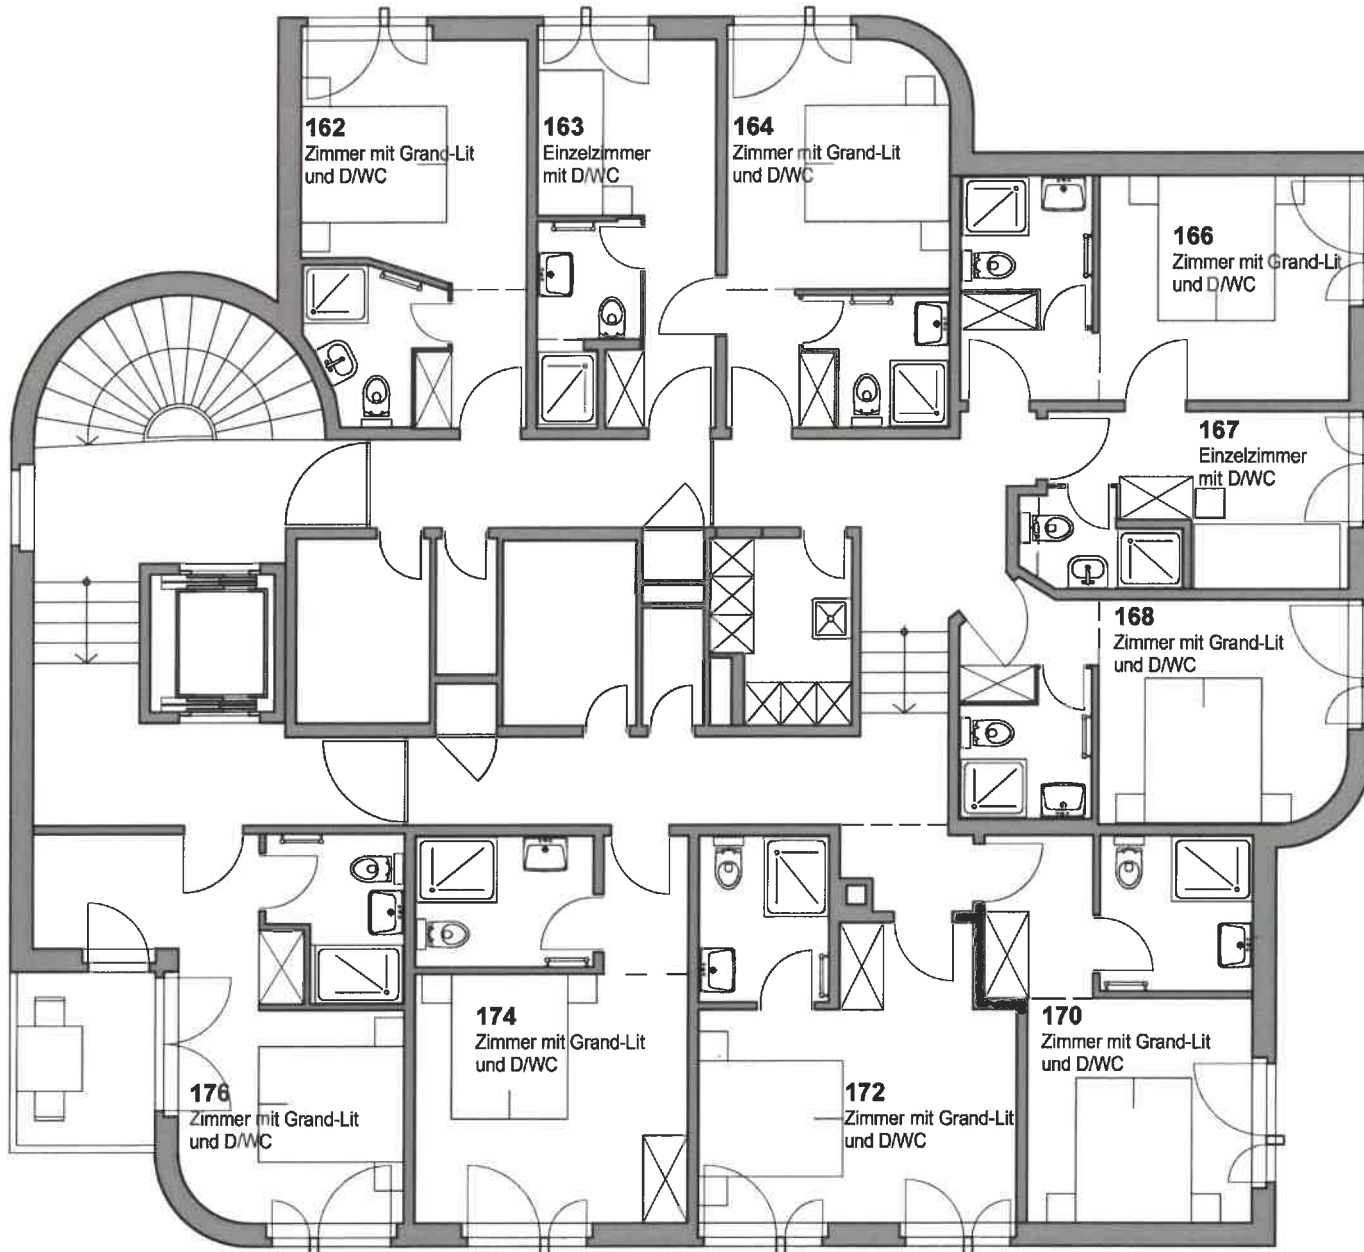 162
Zimmer mit Grand-Lit
und D/WC
163
Einzelzimmer
mit D/WC
164
Zimmer mit Grand-Lit
und D/WC
166
Zimmer mit Grand-Lit
und D/WC
167
Einzelzimmer
mit D/WC
168
Zimmer mit Grand-Lit
und D/WC
170
Zimmer mit Grand-Lit
und D/WC
172
Zimmer mit Grand-Lit
und D/WC
174
Zimmer mit Grand-Lit
und D/WC
176
Zimmer mit Grand-Lit
und D/WC